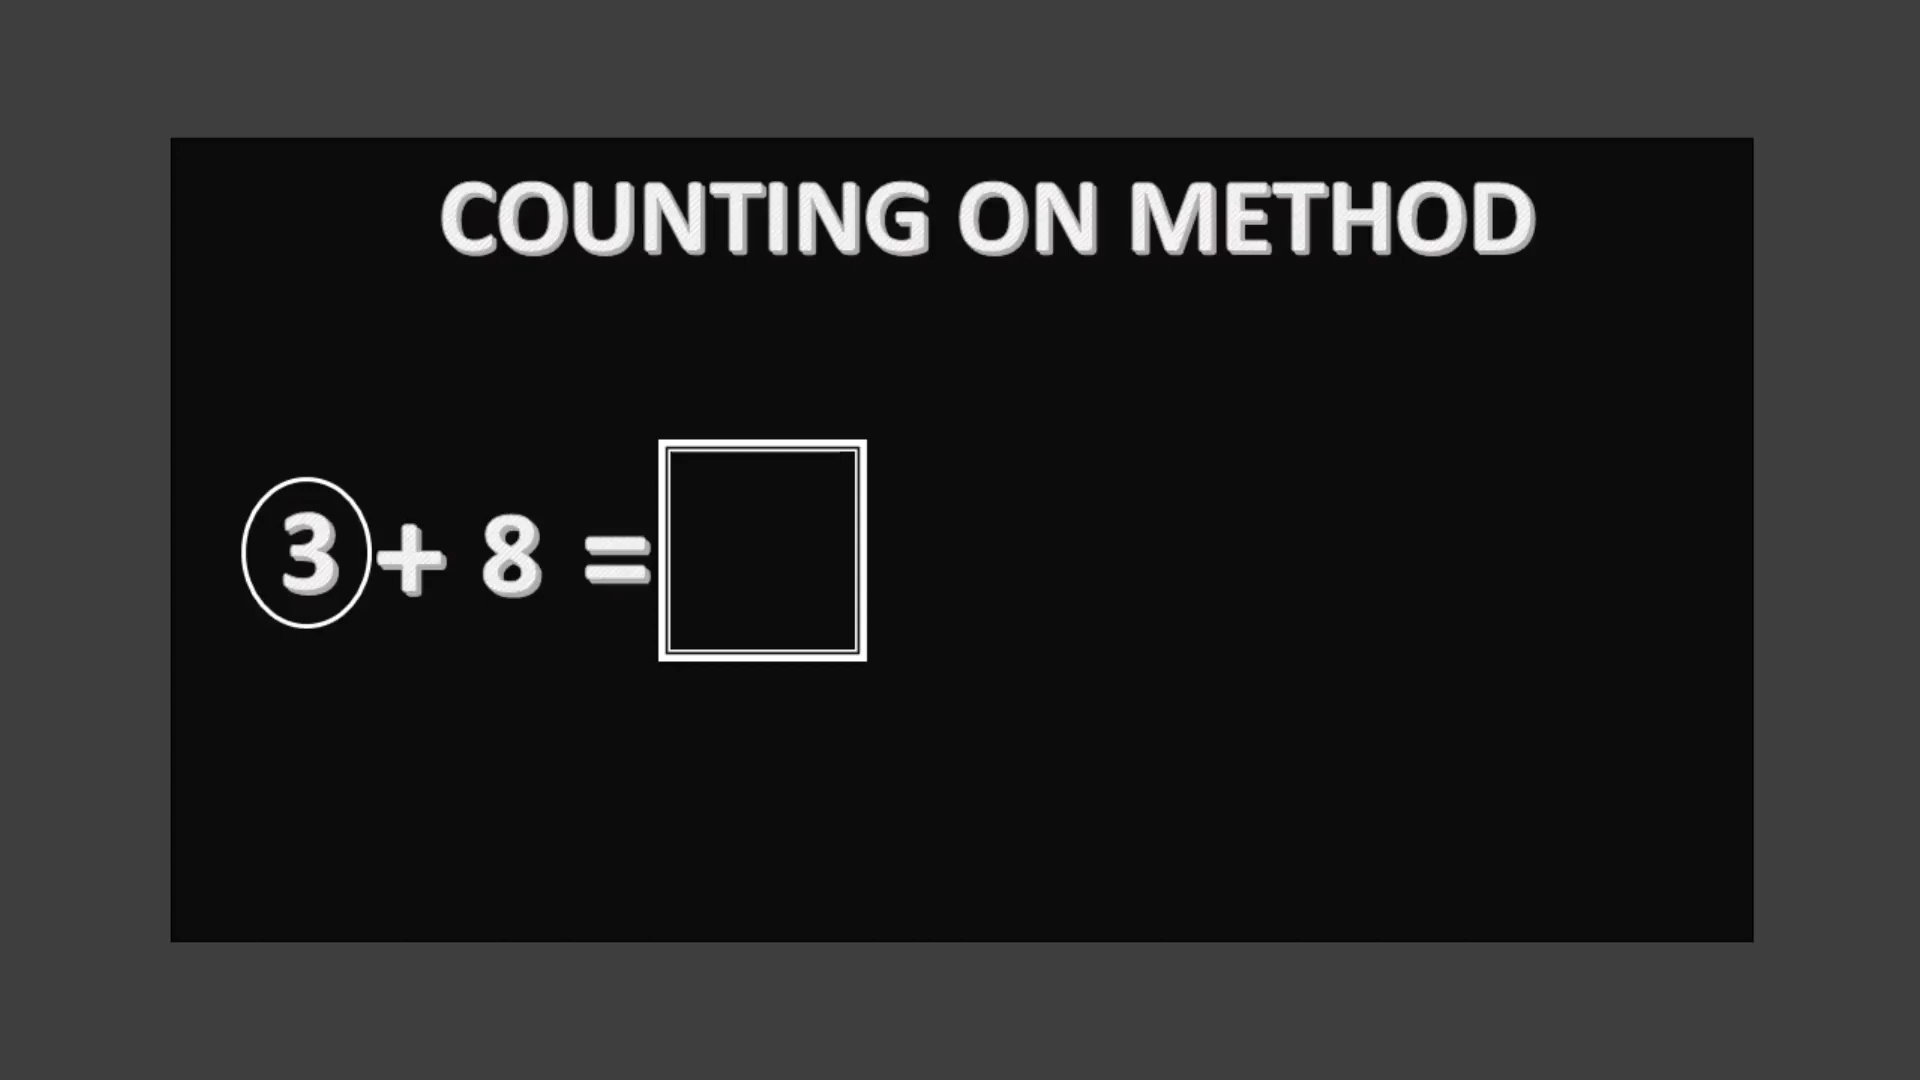 COUNTING ON METHOD
3 + 8 =